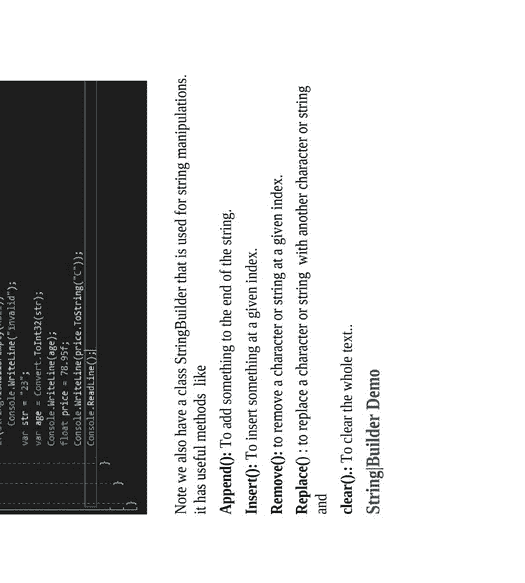 Console.WriteLine("invalid");
var str = "23";
var age = Convert.ToInt32(str);
Console.WriteLine(age);
float price = 78.95f;
Console.WriteLine(price.ToString("C"));
Console.ReadLine();
}
}
}
Note we also have a class StringBuilder that is used for string manipulations.
it has useful methods like
Append(): To add something to the end of the string.
Insert(): To insert something at a given index.
Remove(): to remove a character or string at a given index.
Replace() : to replace a character or string with another character or string
and
clear().: To clear the whole text..
String|Builder Demo